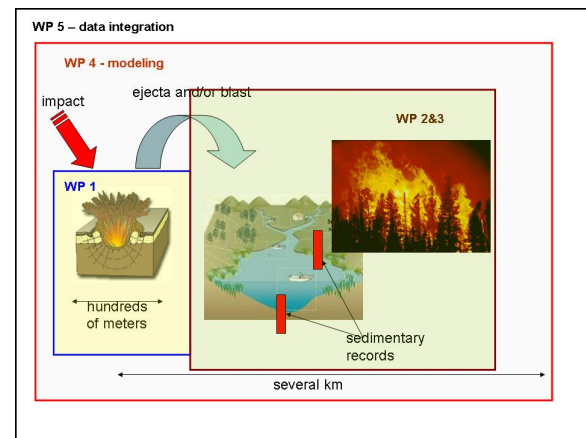 WP 5 – data integration
WP 4 - modeling
impact
ejecta and/or blast
WP 2&3
WP 1
hundreds
of meters
sedimentary
records
several km